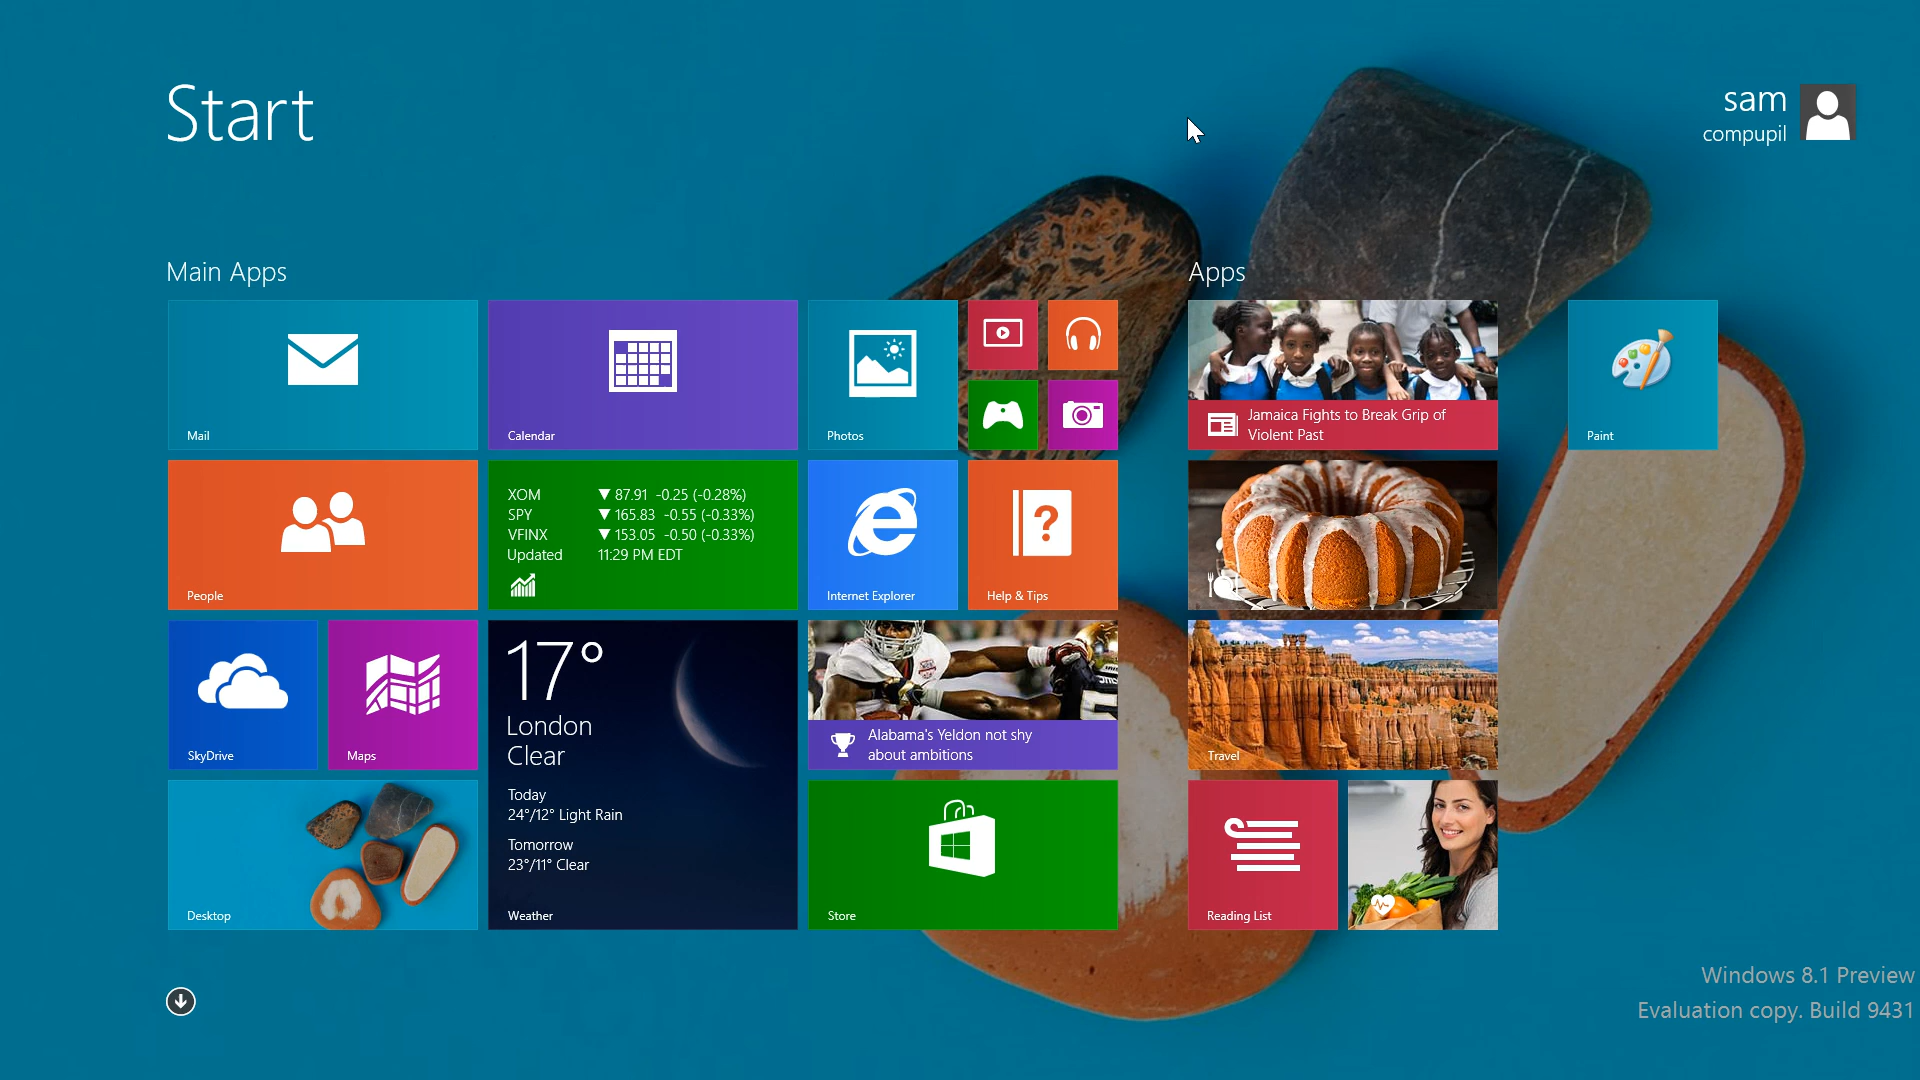 Start
sam
compupil
Main Apps
Apps
Mail
Calendar
Photos
Jamaica Fights to Break Grip of
Violent Past
Paint
People
XOM ▼ 87.91 -0.25 (-0.28%)
SPY ▼ 165.83 -0.55 (-0.33%)
VFINX ▼ 153.05 -0.50 (-0.33%)
Updated 11:29 PM EDT
Internet Explorer
Help & Tips
SkyDrive
Maps
17°
London
Clear
Today
24°/12° Light Rain
Tomorrow
23°/11° Clear
Weather
Alabama's Yeldon not shy
about ambitions
Travel
Desktop
Store
Reading List
Windows 8.1 Preview
Evaluation copy. Build 9431